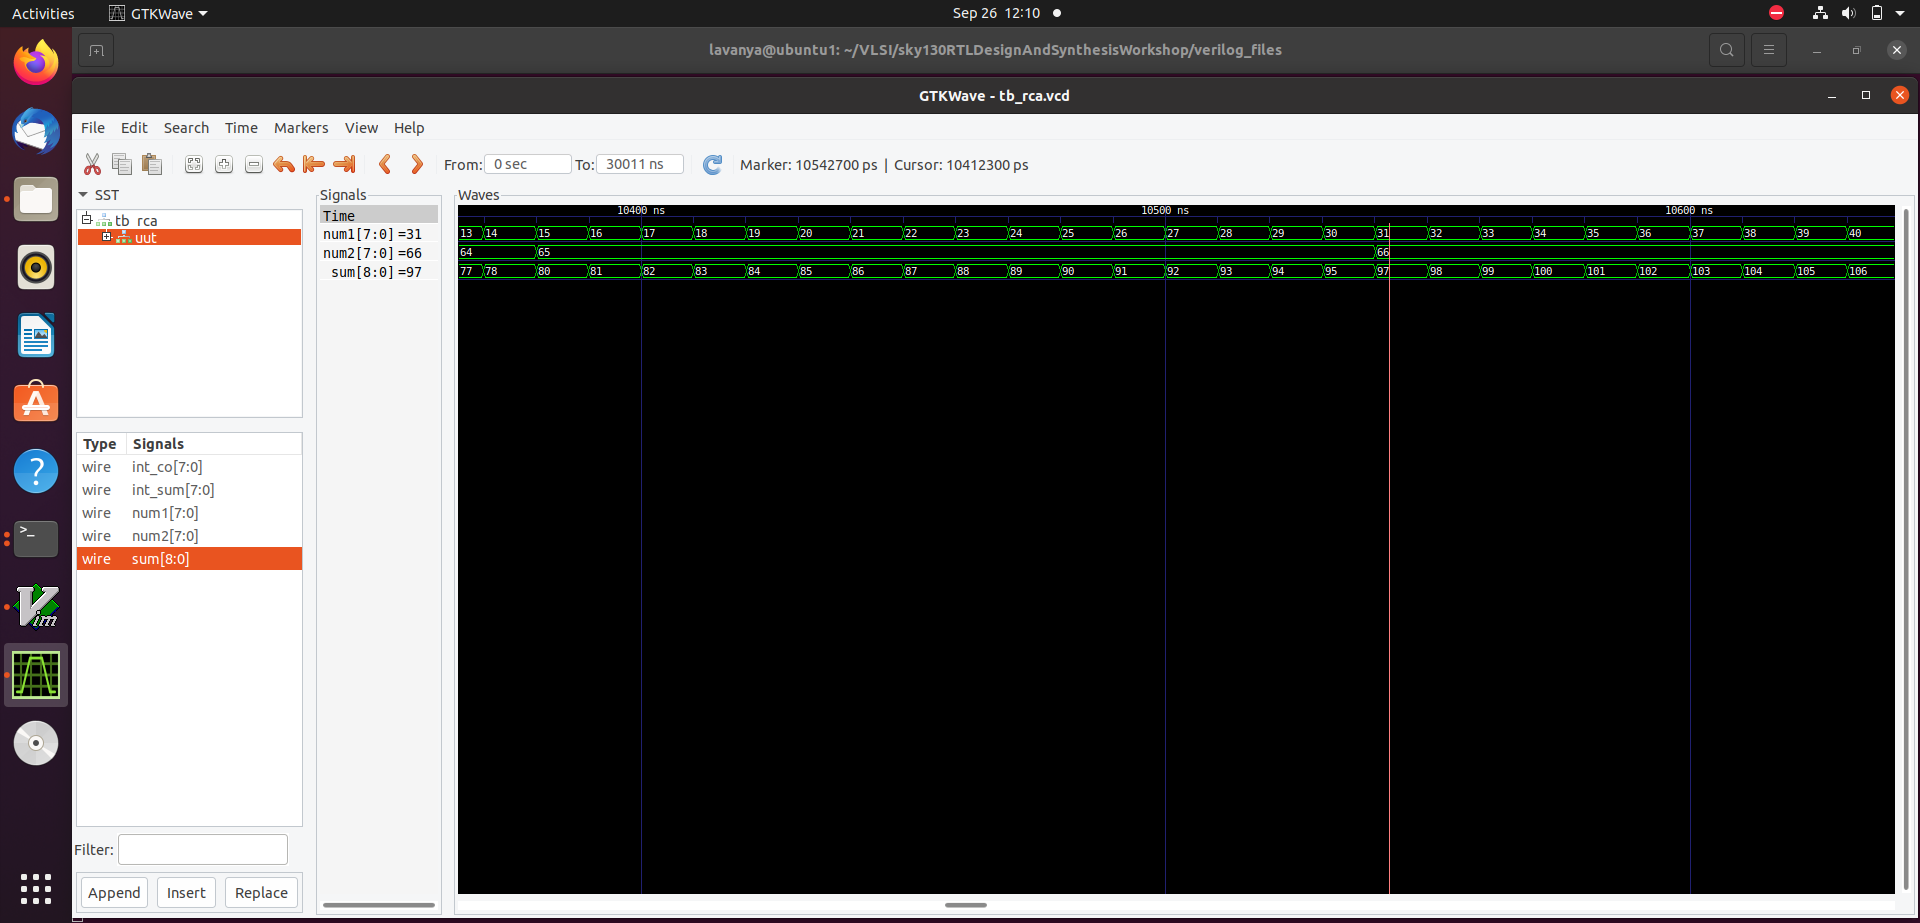 Activities GTKWave Sep 26 12:10
lavanya@ubuntu1: ~/VLSI/sky130RTLDesignAndSynthesisWorkshop/verilog_files
GTKWave - tb_rca.vcd
File Edit Search Time Markers View Help
From: 0 sec To: 30011 ns Marker: 10542700 ps | Cursor: 10412300 ps
SST
tb_rca
uut
Type Signals
wire int_co[7:0]
wire int_sum[7:0]
wire num1[7:0]
wire num2[7:0]
wire sum[8:0]
Filter:
Append Insert Replace
Signals
Time
num1[7:0] =31
num2[7:0] =66
sum[8:0] =97
Waves
10400 ns 10500 ns 10600 ns
13 14 15 16 17 18 19 20 21 22 23 24 25 26 27 28 29 30 31 32 33 34 35 36 37 38 39 40
64 65 66
77 78 80 81 82 83 84 85 86 87 88 89 90 91 92 93 94 95 97 98 99 100 101 102 103 104 105 106